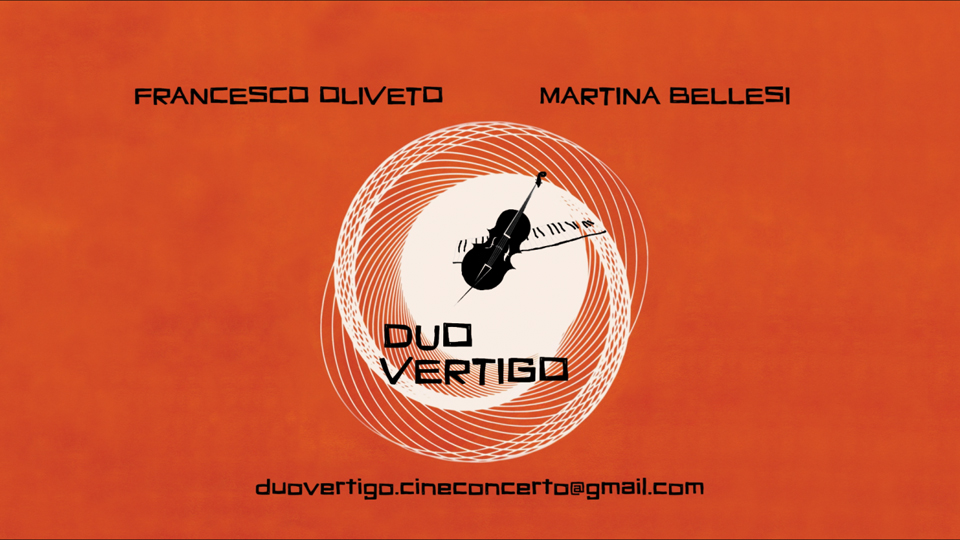 FRANCESCO OLIVETO
MARTINA BELLESI
DUO
VERTIGO
duovertigo.cineconcerto@gmail.com